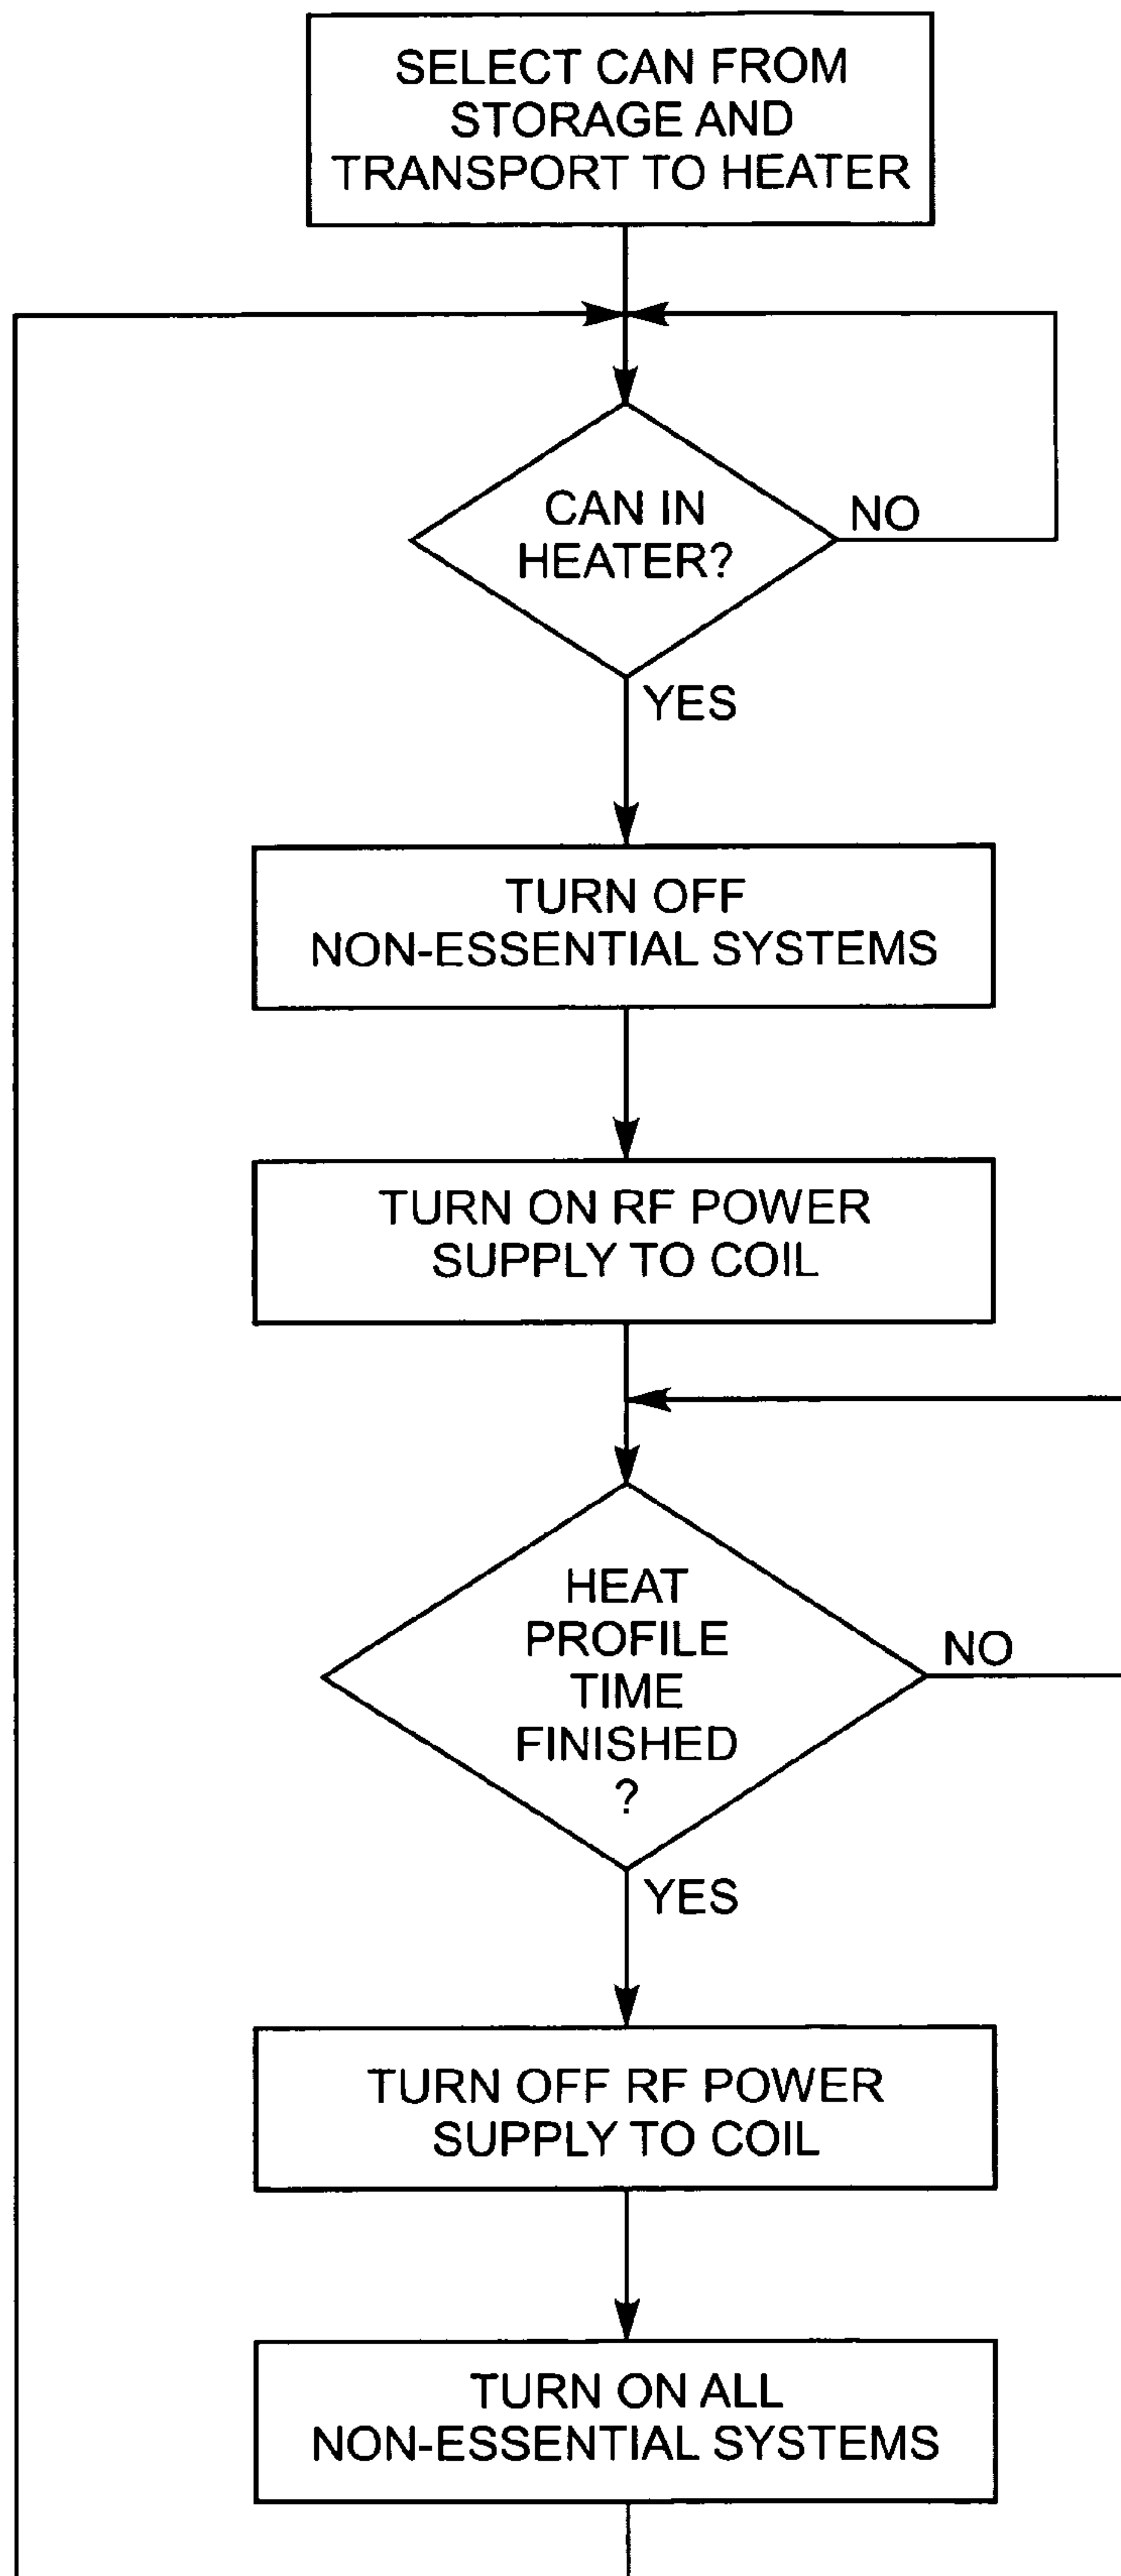 SELECT CAN FROM
STORAGE AND
TRANSPORT TO HEATER
CAN IN
HEATER?
NO
YES
TURN OFF
NON-ESSENTIAL SYSTEMS
TURN ON RF POWER
SUPPLY TO COIL
HEAT
PROFILE
TIME
FINISHED
?
NO
YES
TURN OFF RF POWER
SUPPLY TO COIL
TURN ON ALL
NON-ESSENTIAL SYSTEMS